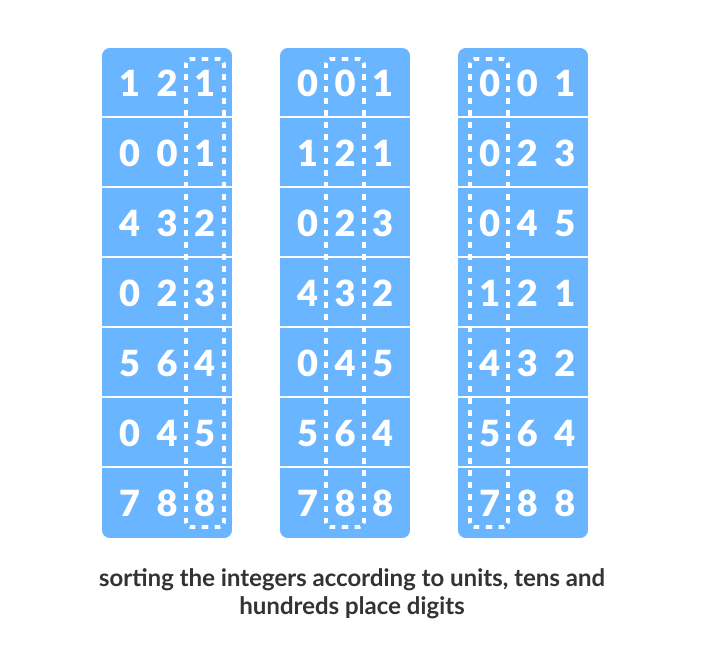 1 2 1 0 0 1 0 0 1
0 0 1 1 2 1 0 2 3
4 3 2 0 2 3 0 4 5
0 2 3 4 3 2 1 2 1
5 6 4 0 4 5 4 3 2
0 4 5 5 6 4 5 6 4
7 8 8 7 8 8 7 8 8
sorting the integers according to units, tens and
hundreds place digits